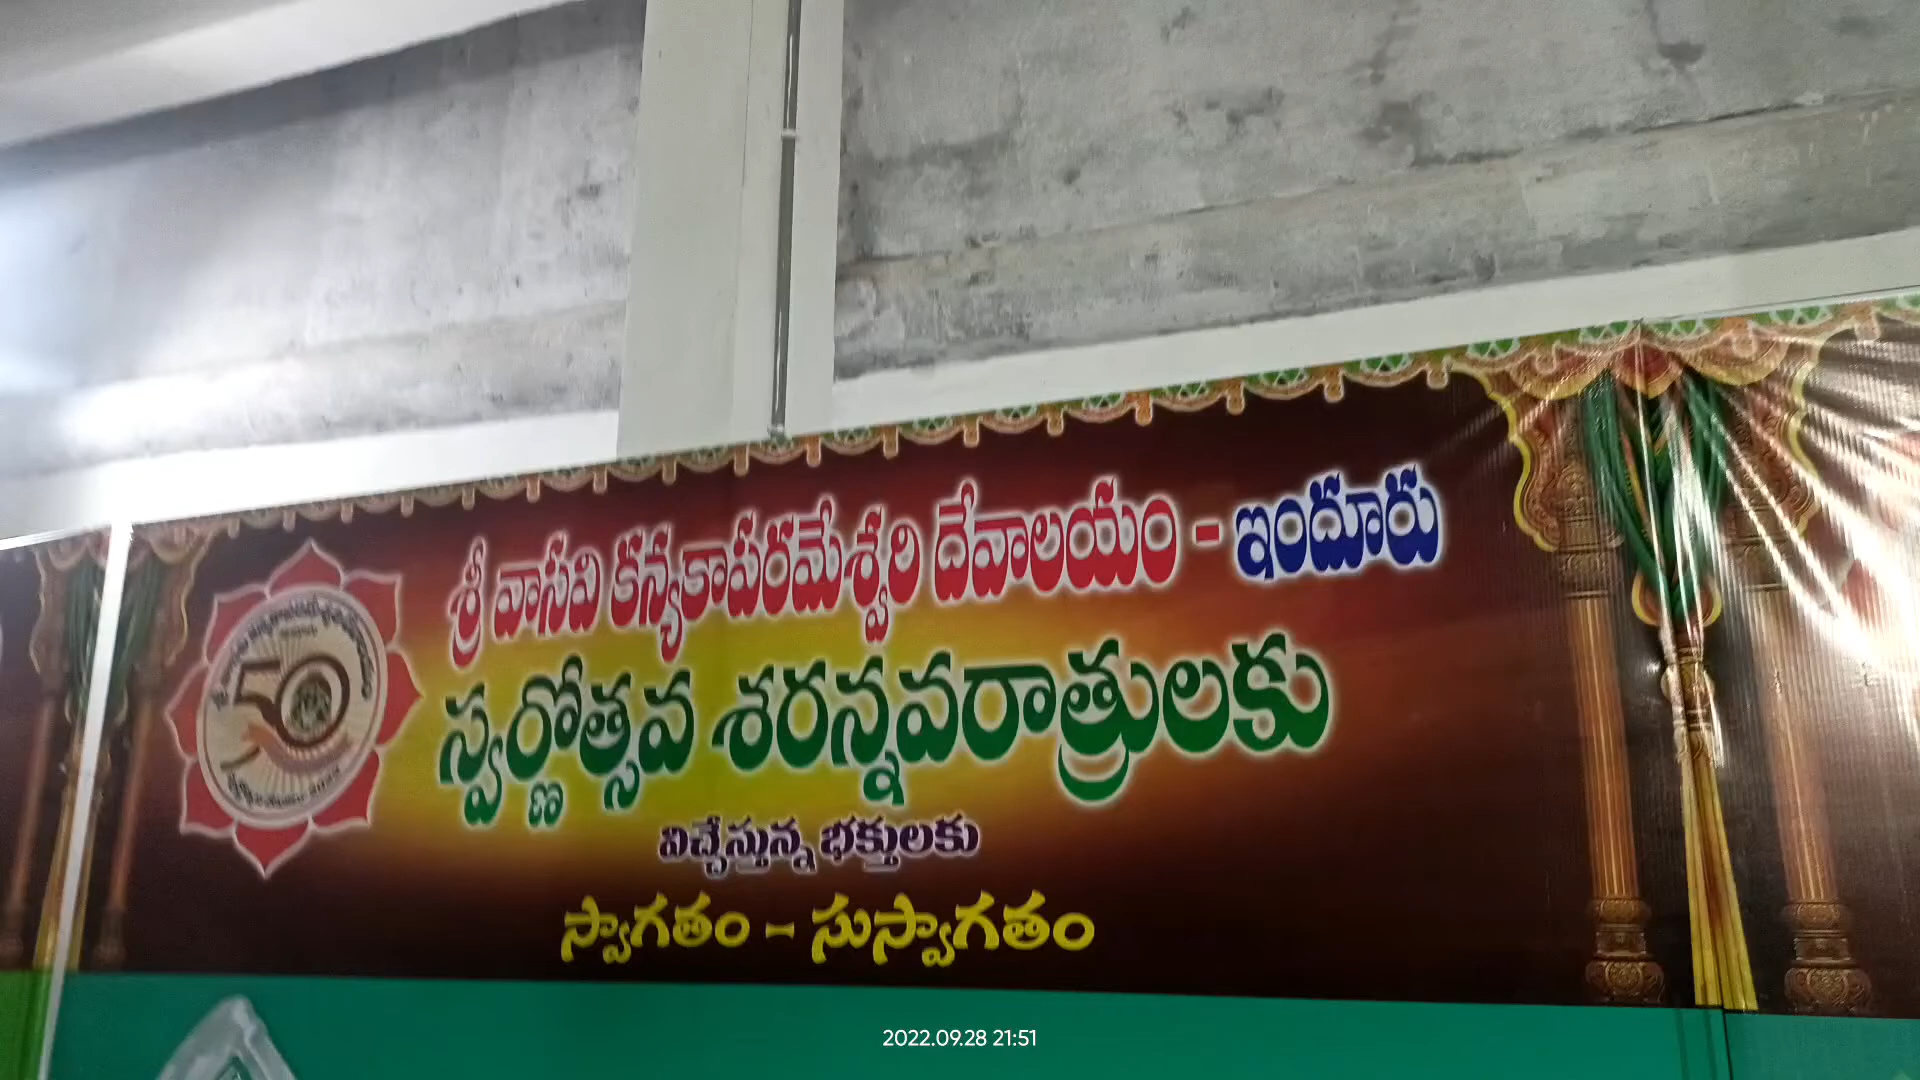 శ్రీ వాసవి కన్యకాపరమేశ్వరి దేవాలయం - ఇందూరు
స్వర్ణోత్సవ శరన్నవరాత్రులకు
విచ్చేస్తున్న భక్తులకు
స్వాగతం - సుస్వాగతం
50
2022.09.28 21:51